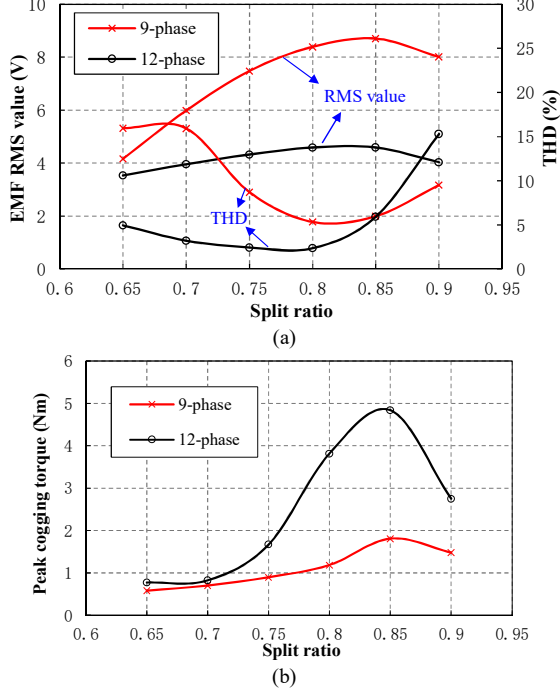 EMF RMS value (V)
10
8
6
4
2
0
9-phase
12-phase
RMS value
THD
30
25
20
15
10
5
0
THD (%)
0.6 0.65 0.7 0.75 0.8 0.85 0.9 0.95
Split ratio
(a)
Peak cogging torque (Nm)
6
5
4
3
2
1
0
9-phase
12-phase
0.6 0.65 0.7 0.75 0.8 0.85 0.9 0.95
Split ratio
(b)